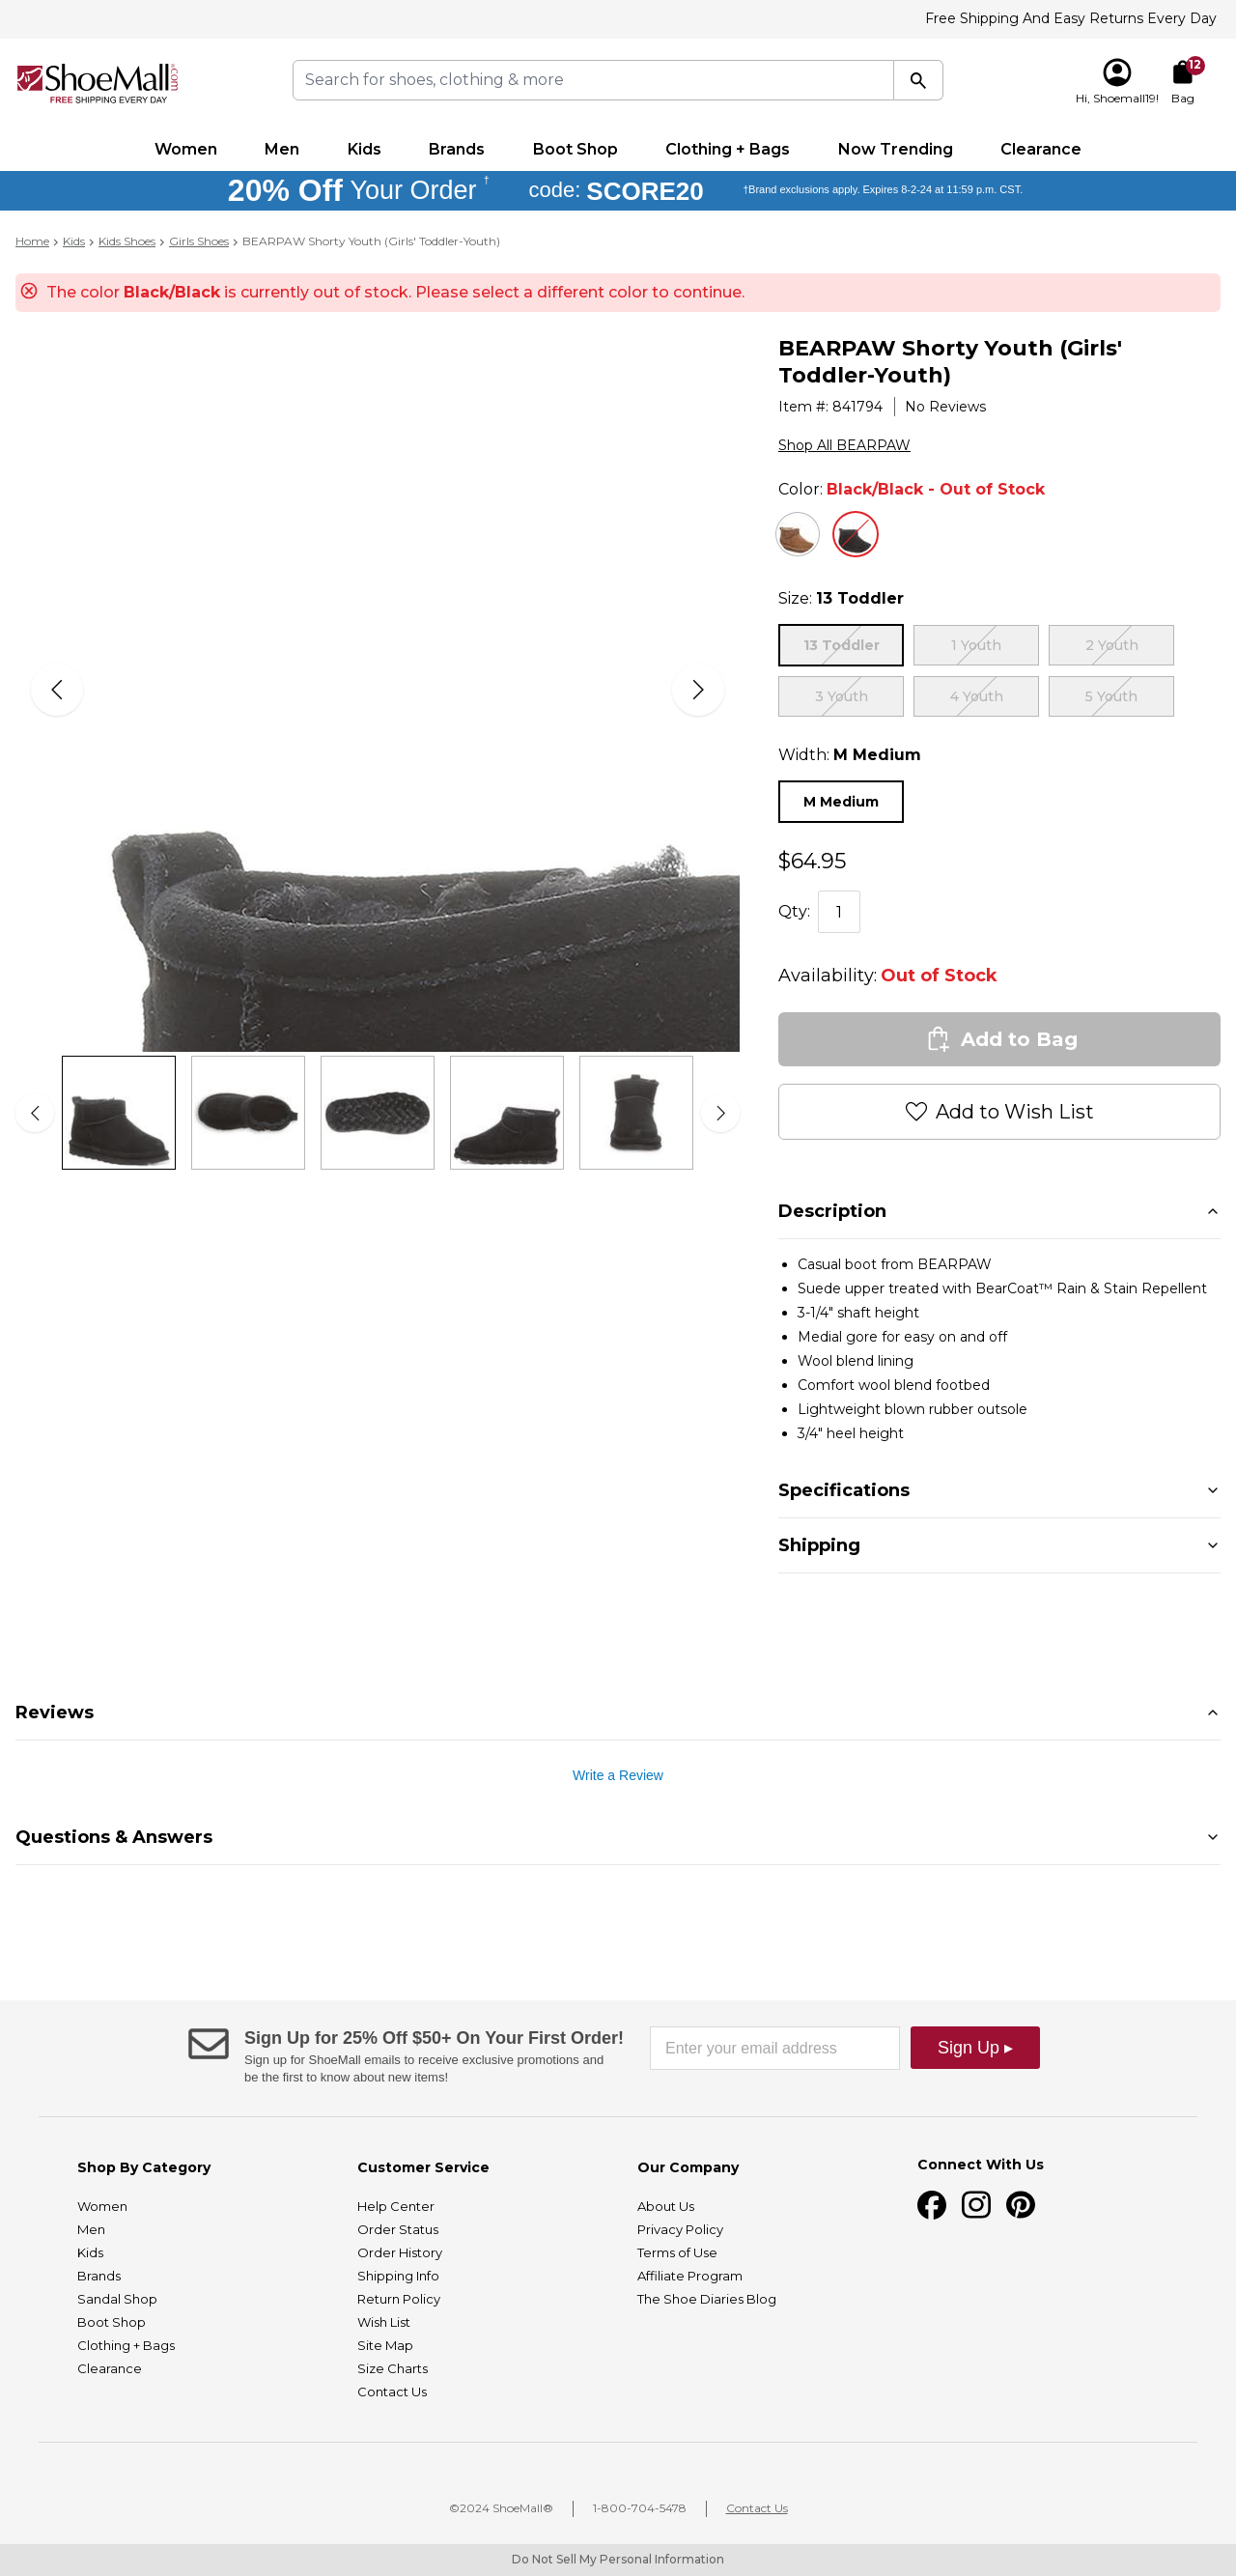 Free Shipping And Easy Returns Every Day
ShoeMall.com
FREE SHIPPING EVERY DAY
Search for shoes, clothing & more
12
Hi, Shoemall19!
Bag
Women Men Kids Brands Boot Shop Clothing + Bags Now Trending Clearance
20% Off Your Order † code: SCORE20 †Brand exclusions apply. Expires 8-2-24 at 11:59 p.m. CST.
Home > Kids > Kids Shoes > Girls Shoes > BEARPAW Shorty Youth (Girls' Toddler-Youth)
The color Black/Black is currently out of stock. Please select a different color to continue.
BEARPAW Shorty Youth (Girls'
Toddler-Youth)
Item #: 841794 | No Reviews
Shop All BEARPAW
Color: Black/Black - Out of Stock
Size: 13 Toddler
13 Toddler 1 Youth 2 Youth
3 Youth 4 Youth 5 Youth
Width: M Medium
M Medium
$64.95
Qty: 1
Availability: Out of Stock
Add to Bag
Add to Wish List
Description
• Casual boot from BEARPAW
• Suede upper treated with BearCoat™ Rain & Stain Repellent
• 3-1/4" shaft height
• Medial gore for easy on and off
• Wool blend lining
• Comfort wool blend footbed
• Lightweight blown rubber outsole
• 3/4" heel height
Specifications
Shipping
Reviews
Write a Review
Questions & Answers
Sign Up for 25% Off $50+ On Your First Order!
Sign up for ShoeMall emails to receive exclusive promotions and
be the first to know about new items!
Enter your email address
Sign Up ▸
Shop By Category
Women
Men
Kids
Brands
Sandal Shop
Boot Shop
Clothing + Bags
Clearance
Customer Service
Help Center
Order Status
Order History
Shipping Info
Return Policy
Wish List
Site Map
Size Charts
Contact Us
Our Company
About Us
Privacy Policy
Terms of Use
Affiliate Program
The Shoe Diaries Blog
Connect With Us
©2024 ShoeMall® | 1-800-704-5478 | Contact Us
Do Not Sell My Personal Information